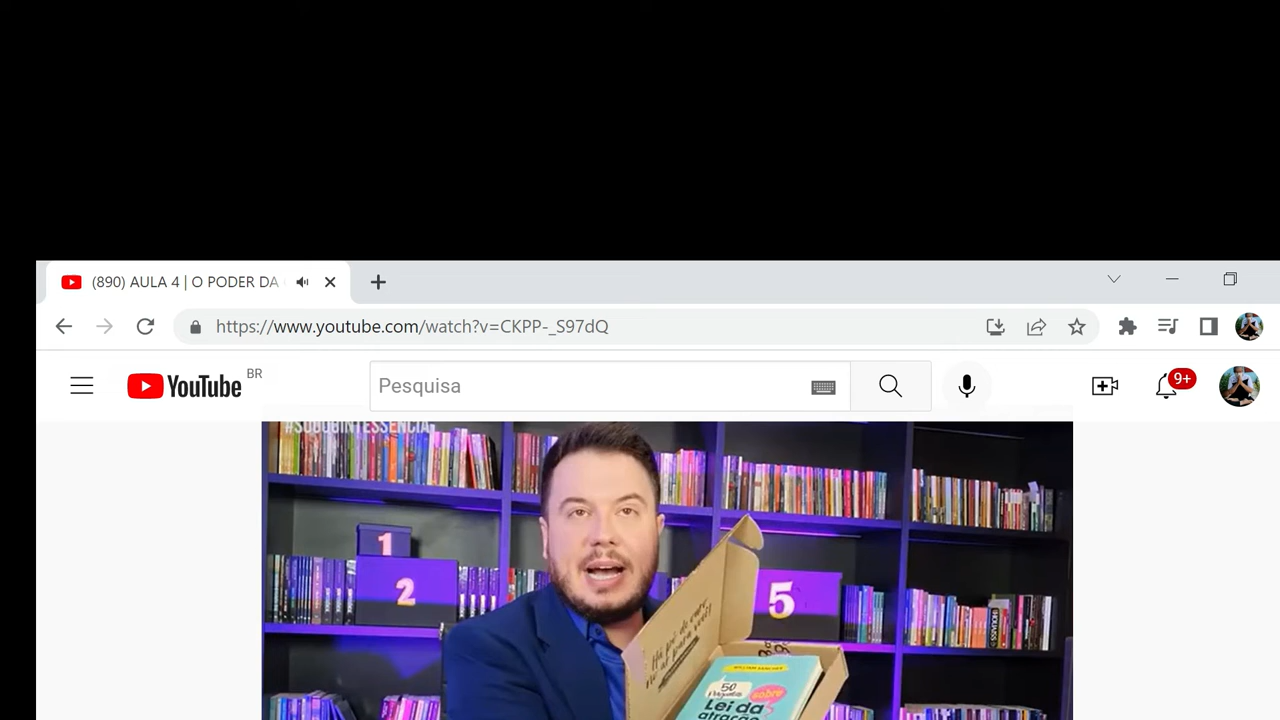 (890) AULA 4 | O PODER DA
https://www.youtube.com/watch?v=CKPP-_S97dQ
YouTube BR
Pesquisa
9+
1
2
5
50
sobre
Lei da
atração